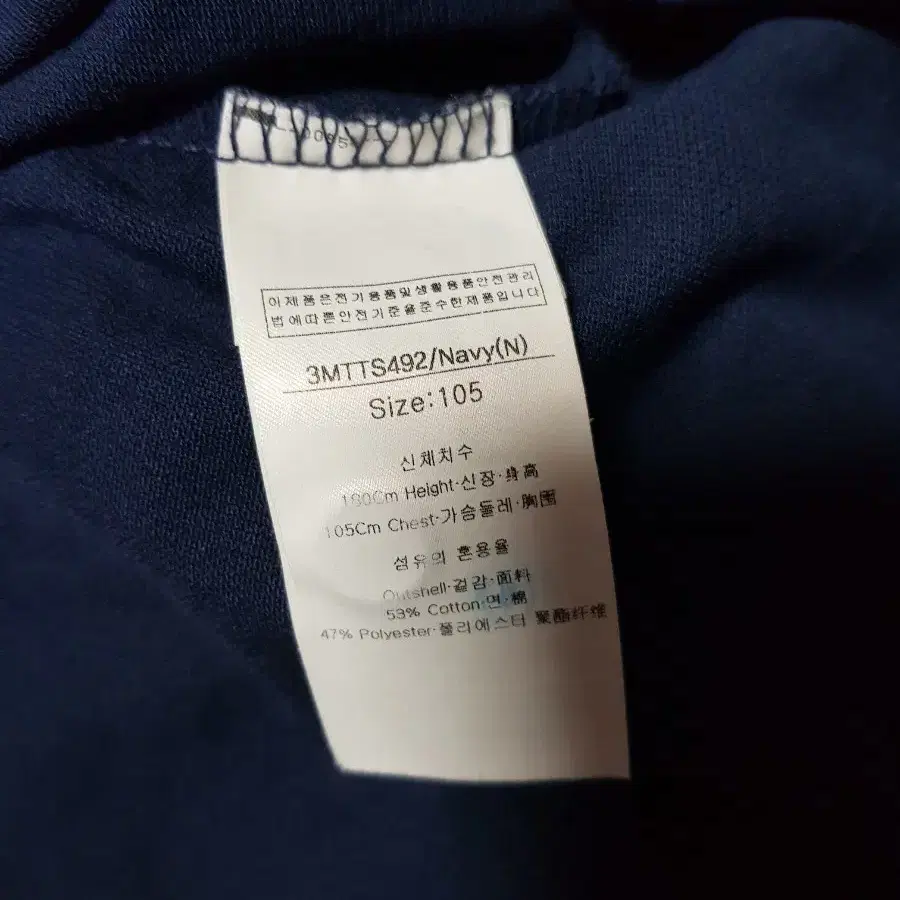 이제품은전기용품및생활용품안전관리
법에따른안전기준을준수한제품입니다
3MTTS492/Navy(N)
Size:105
신체치수
180Cm Height·신장·身高
105Cm Chest·가슴둘레·胸围
섬유의 혼용율
Outshell·겉감·面料
53% Cotton·면·棉
47% Polyester·폴리에스터 聚酯纤维